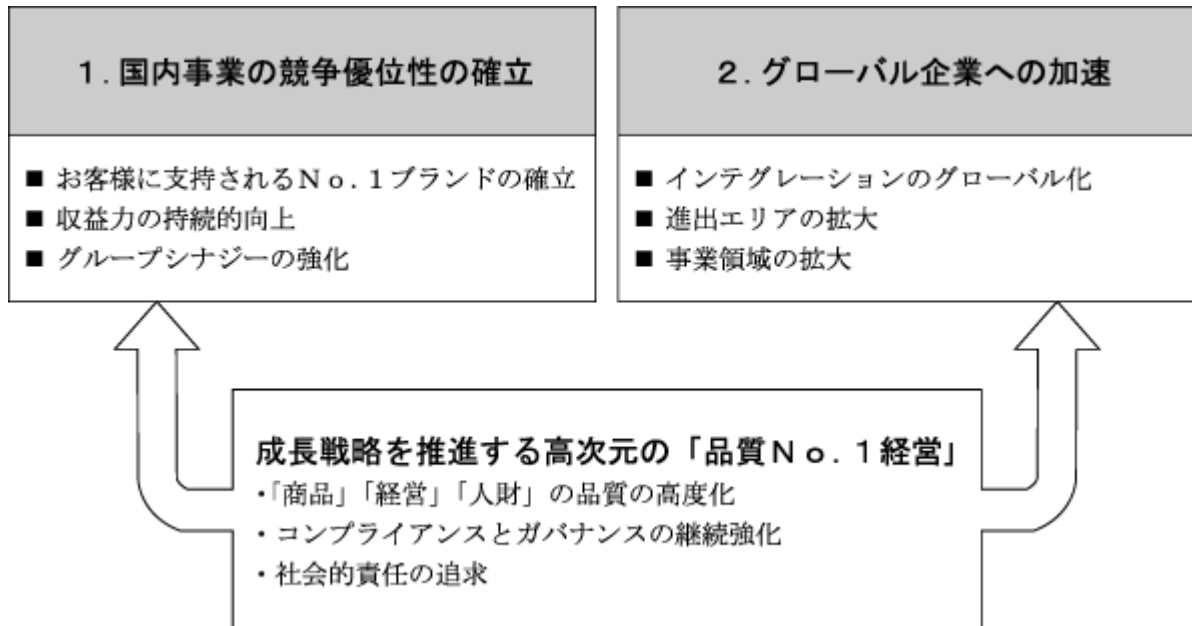 １．国内事業の競争優位性の確立
■ お客様に支持されるＮｏ．１ブランドの確立
■ 収益力の持続的向上
■ グループシナジーの強化
２．グローバル企業への加速
■ インテグレーションのグローバル化
■ 進出エリアの拡大
■ 事業領域の拡大
成長戦略を推進する高次元の「品質Ｎｏ．１経営」
・「商品」「経営」「人財」の品質の高度化
・コンプライアンスとガバナンスの継続強化
・社会的責任の追求